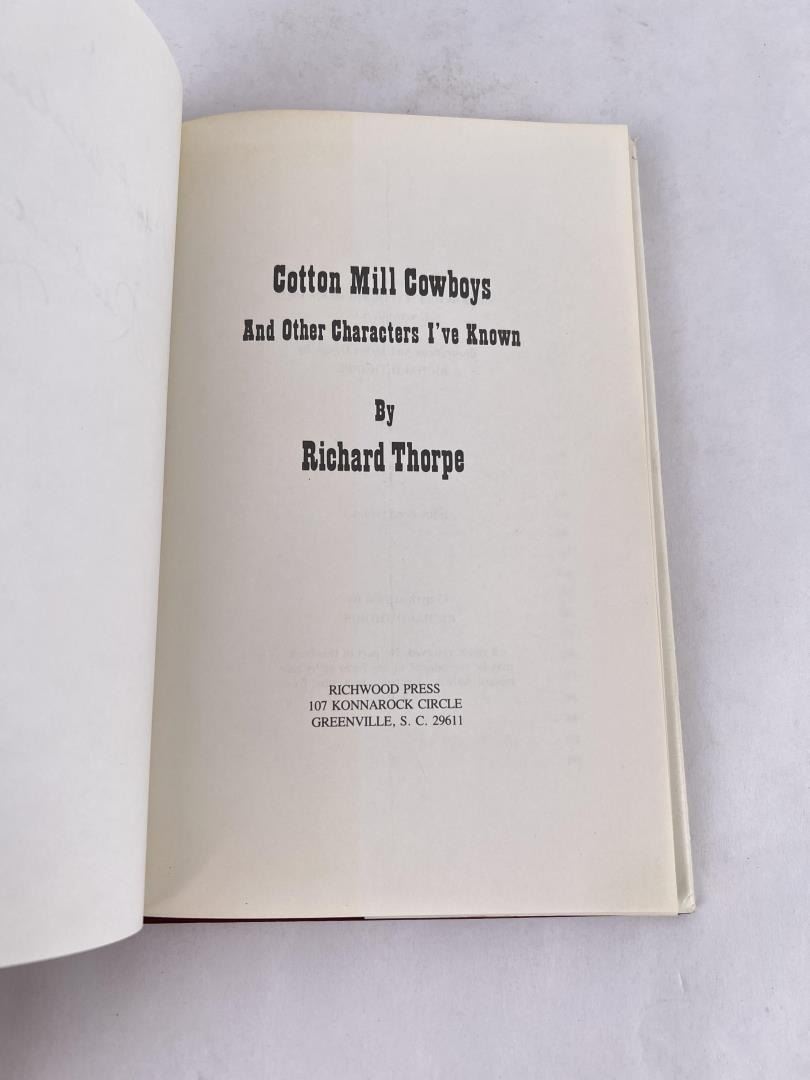 Cotton Mill Cowboys
And Other Characters I've Known
By
Richard Thorpe
RICHWOOD PRESS
107 KONNAROCK CIRCLE
GREENVILLE, S. C. 29611